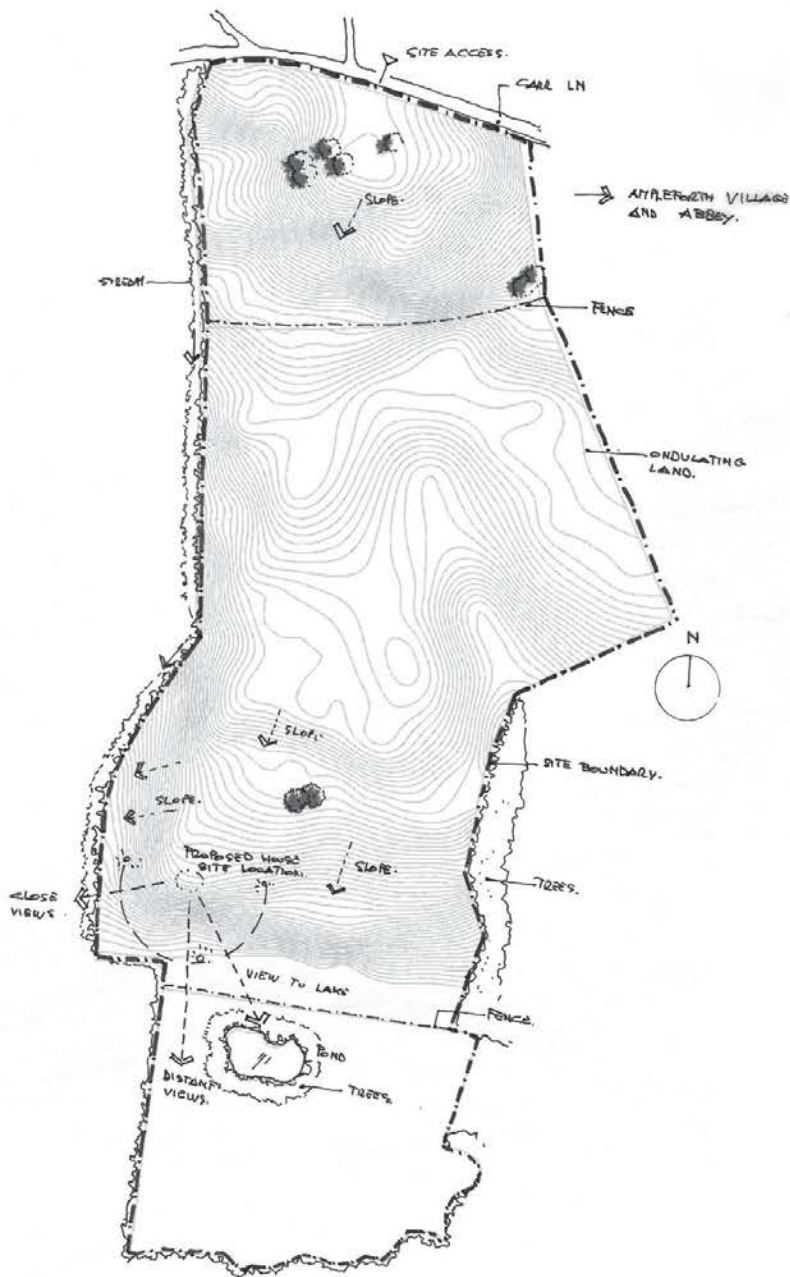 SITE ACCESS.
CARR LN
AMPLEFORTH VILLAGE
AND ABBEY.
SLOPE.
STREAM
FENCE
ONDULATING
LAND.
N
SLOPE.
SITE BOUNDARY.
SLOPE.
PROPOSED HOUSE
SITE LOCATION.
SLOPE.
TREES.
CLOSE
VIEWS.
VIEW TO LAKE
FENCE.
POND
DISTANT
VIEWS.
TREES.